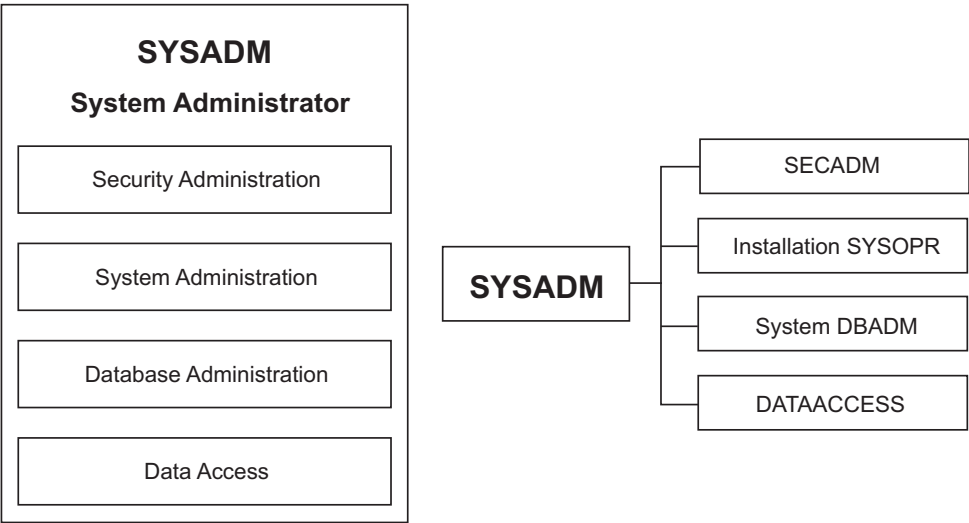 SYSADM
System Administrator
Security Administration
System Administration
Database Administration
Data Access
SYSADM
SECADM
Installation SYSOPR
System DBADM
DATAACCESS